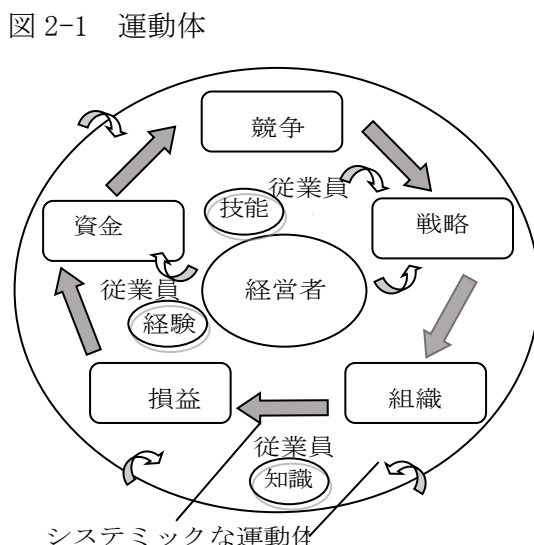 図 2-1　運動体
競争
従業員
技能
資金
戦略
従業員
経営者
経験
損益
組織
従業員
知識
システミックな運動体